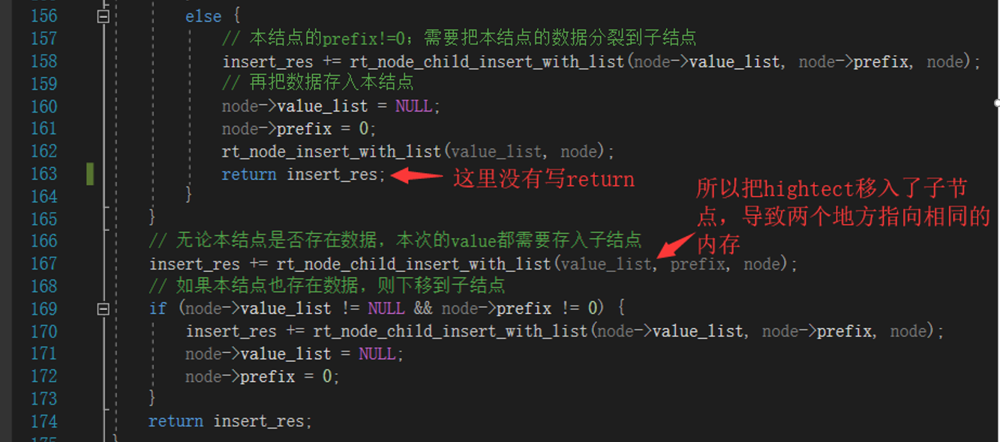 156 else {
157 // 本结点的prefix!=0；需要把本结点的数据分裂到子结点
158 insert_res += rt_node_child_insert_with_list(node->value_list, node->prefix, node);
159 // 再把数据存入本结点
160 node->value_list = NULL;
161 node->prefix = 0;
162 rt_node_insert_with_list(value_list, node);
163 return insert_res; 这里没有写return
164 }
所以把hightect移入了子节
点，导致两个地方指向相同的
内存
165 }
166 // 无论本结点是否存在数据，本次的value都需要存入子结点
167 insert_res += rt_node_child_insert_with_list(value_list, prefix, node);
168 // 如果本结点也存在数据，则下移到子结点
169 if (node->value_list != NULL && node->prefix != 0) {
170 insert_res += rt_node_child_insert_with_list(node->value_list, node->prefix, node);
171 node->value_list = NULL;
172 node->prefix = 0;
173 }
174 return insert_res;